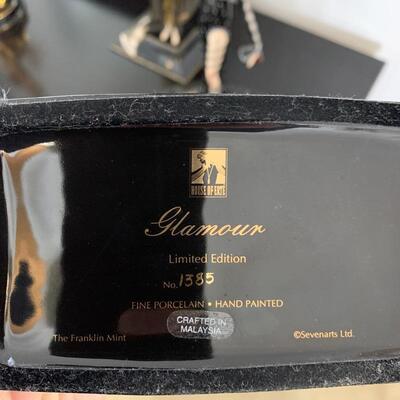 HOUSE OF ERTÉ
Glamour
Limited Edition
No. 1385
FINE PORCELAIN • HAND PAINTED
CRAFTED IN
MALAYSIA
The Franklin Mint
©Sevenarts Ltd.